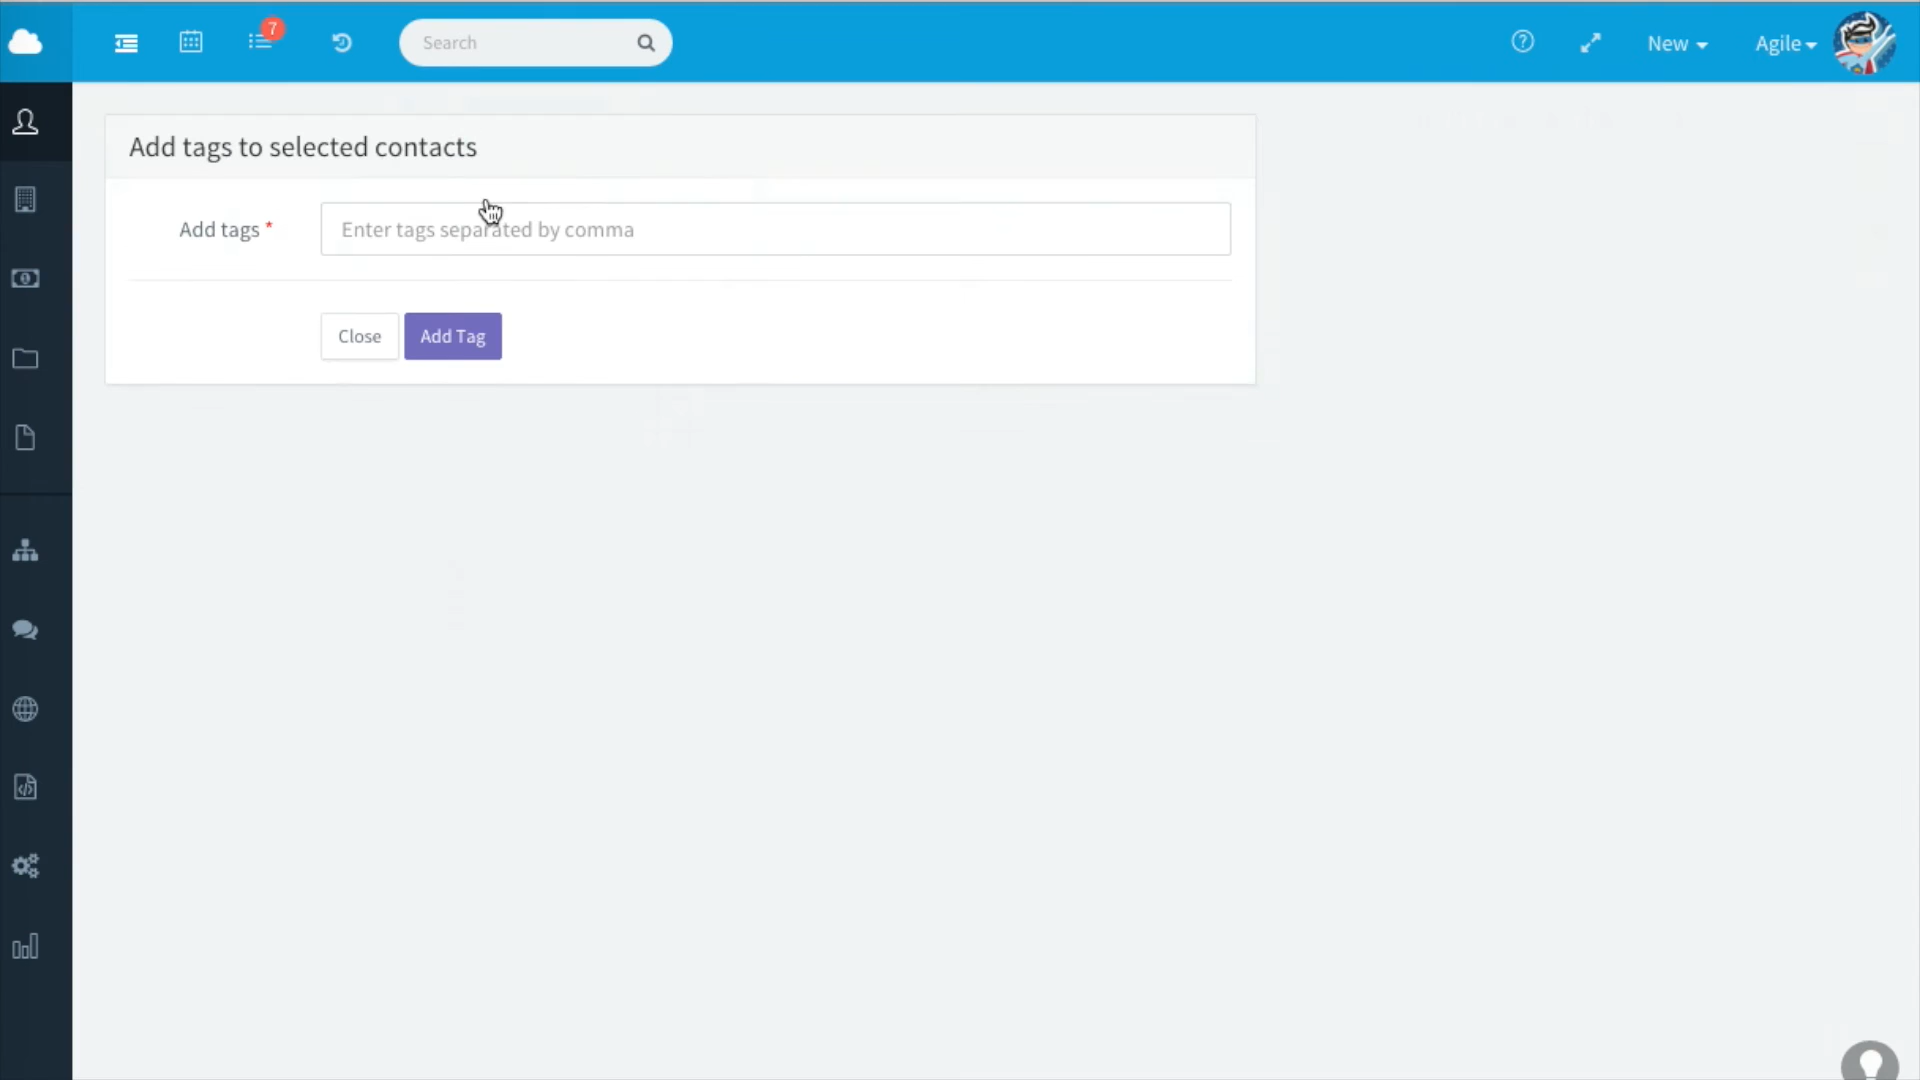 7
Search
New
Agile
Add tags to selected contacts
Add tags *
Enter tags separated by comma
Close
Add Tag